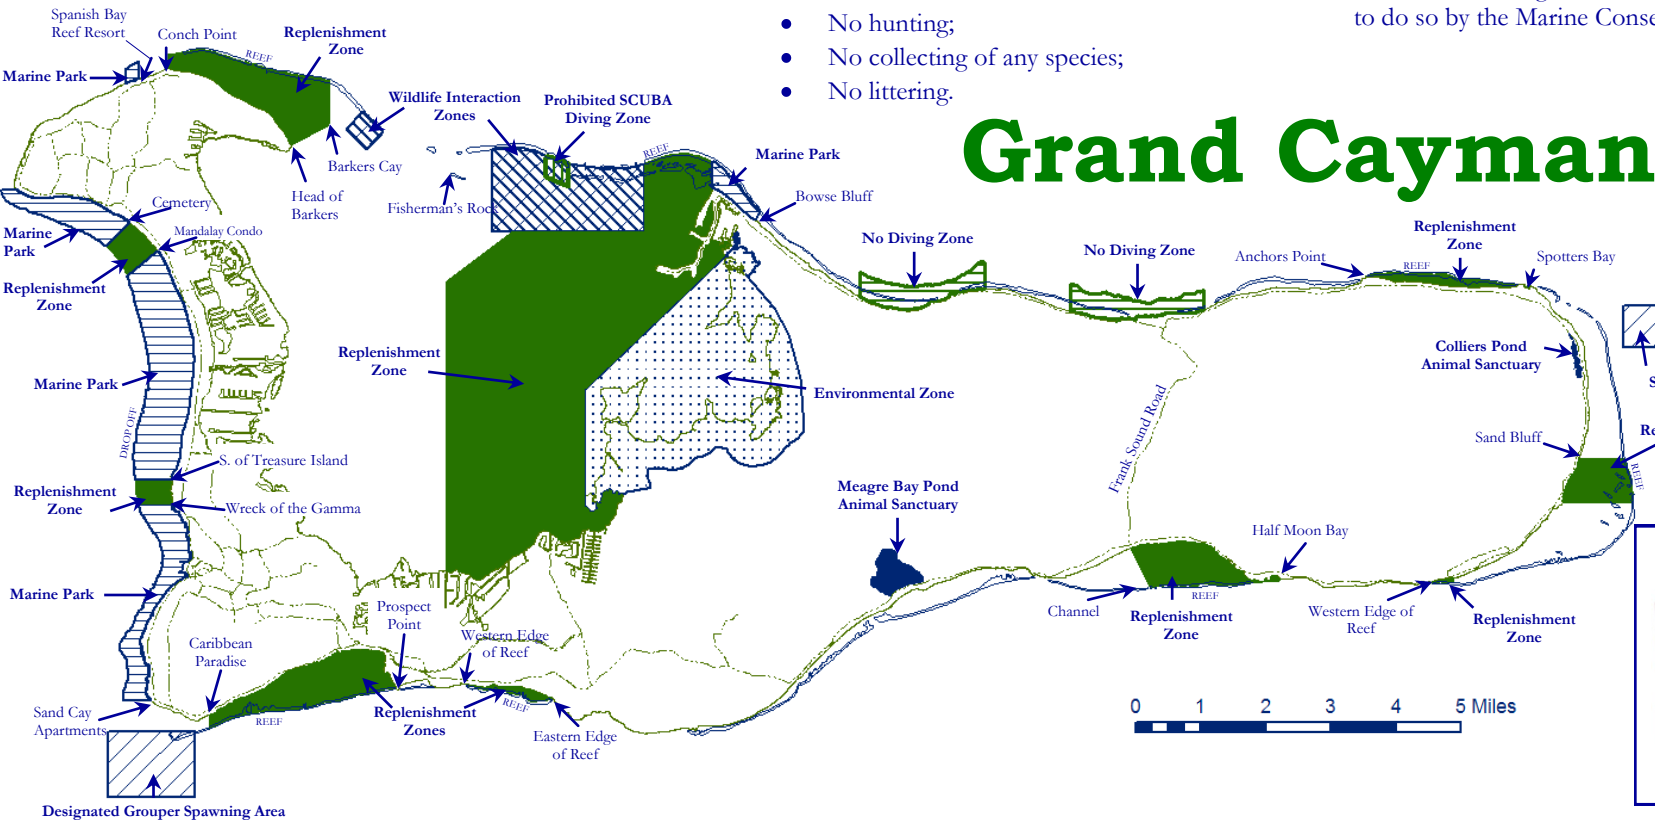 to do so by the Marine Conse
• No hunting;
• No collecting of any species;
• No littering.
Grand Cayman
Spanish Bay
Reef Resort
Conch Point
Replenishment
Zone
REEF
Marine Park
Wildlife Interaction
Zones
Prohibited SCUBA
Diving Zone
Barkers Cay
Head of
Barkers
Fisherman's Rock
REEF
Marine Park
Bowse Bluff
Cemetery
Marine
Park
Mandalay Condo
Replenishment
Zone
No Diving Zone
No Diving Zone
Anchors Point
Replenishment
Zone
REEF
Spotters Bay
Colliers Pond
Animal Sanctuary
S
Replenishment
Zone
Marine Park
Environmental Zone
DROP OFF
Frank Sound Road
Sand Bluff
Re
REEF
S. of Treasure Island
Replenishment
Zone
Wreck of the Gamma
Meagre Bay Pond
Animal Sanctuary
Half Moon Bay
Marine Park
Channel
REEF
Replenishment
Zone
Western Edge of
Reef
Replenishment
Zone
Prospect
Point
Caribbean
Paradise
Western Edge
of Reef
Sand Cay
Apartments
REEF
Replenishment
Zones
REEF
Eastern Edge
of Reef
0 1 2 3 4 5 Miles
Designated Grouper Spawning Area